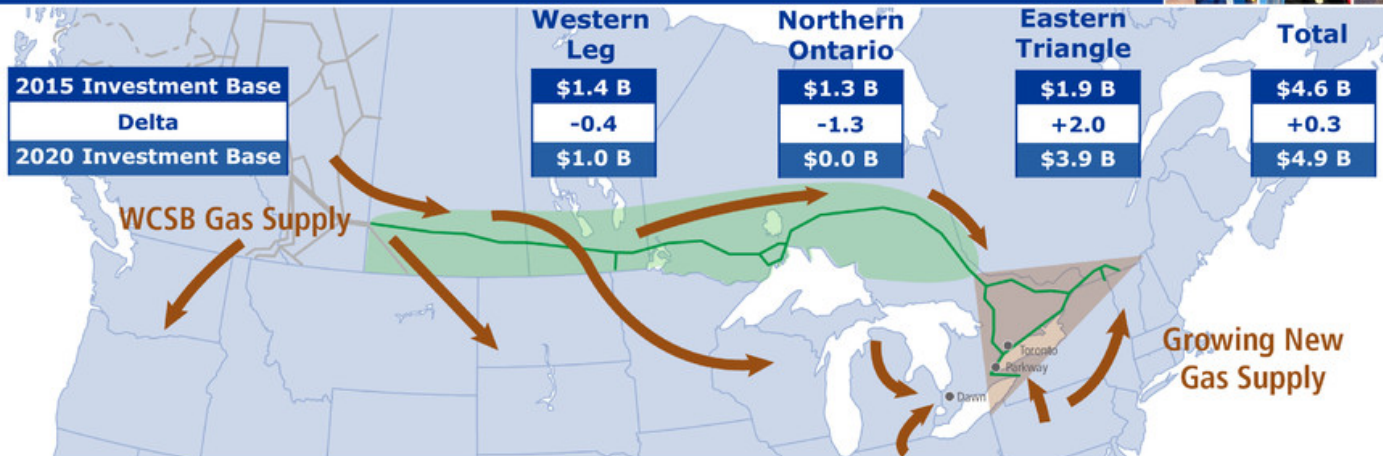 Western
Leg
Northern
Ontario
Eastern
Triangle
Total
2015 Investment Base
$1.4 B
$1.3 B
$1.9 B
$4.6 B
Delta
-0.4
-1.3
+2.0
+0.3
2020 Investment Base
$1.0 B
$0.0 B
$3.9 B
$4.9 B
WCSB Gas Supply
Growing New
Gas Supply
Toronto
Parkway
Dawn